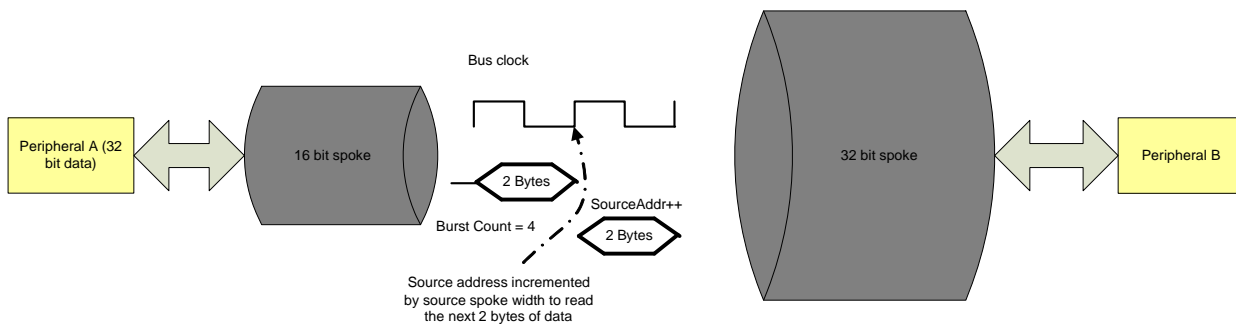 Bus clock
Peripheral A (32
bit data)
16 bit spoke
2 Bytes
SourceAddr++
Burst Count = 4
2 Bytes
Source address incremented
by source spoke width to read
the next 2 bytes of data
32 bit spoke
Peripheral B